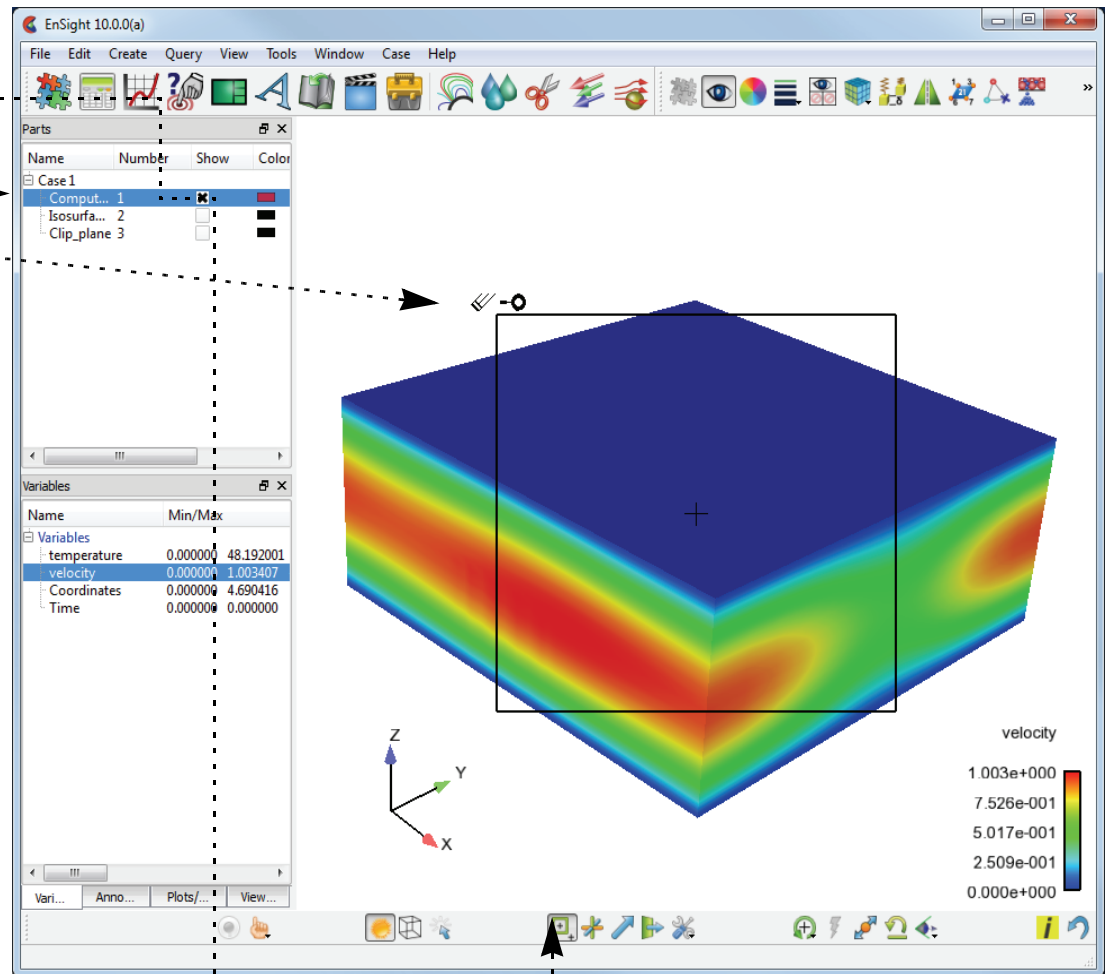 EnSight 10.0.0(a)
File Edit Create Query View Tools Window Case Help
»
Parts
Name Number Show Color
Case 1
Comput... 1
Isosurfa... 2
Clip_plane 3
Variables
Name Min/Max
Variables
temperature 0.000000 48.192001
velocity 0.000000 1.003407
Coordinates 0.000000 4.690416
Time 0.000000 0.000000
Z
Y
X
velocity
1.003e+000
7.526e-001
5.017e-001
2.509e-001
0.000e+000
Vari... Anno... Plots/... View...